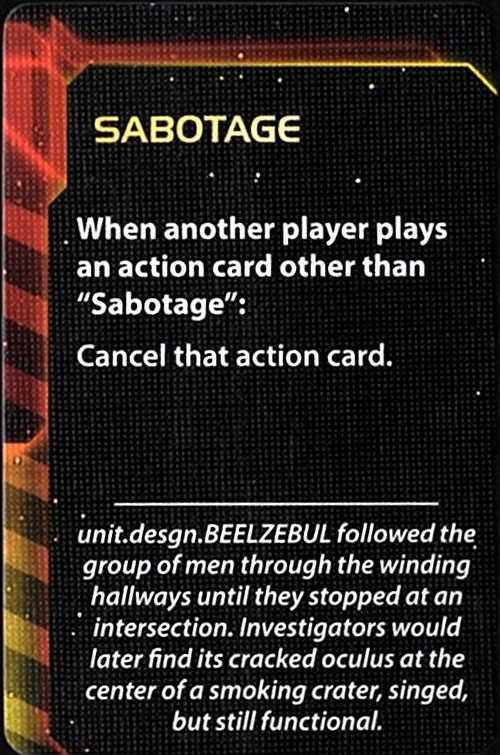 SABOTAGE
When another player plays
an action card other than
“Sabotage”:
Cancel that action card.
unit.desgn.BEELZEBUL followed the
group of men through the winding
hallways until they stopped at an
intersection. Investigators would
later find its cracked oculus at the
center of a smoking crater, singed,
but still functional.